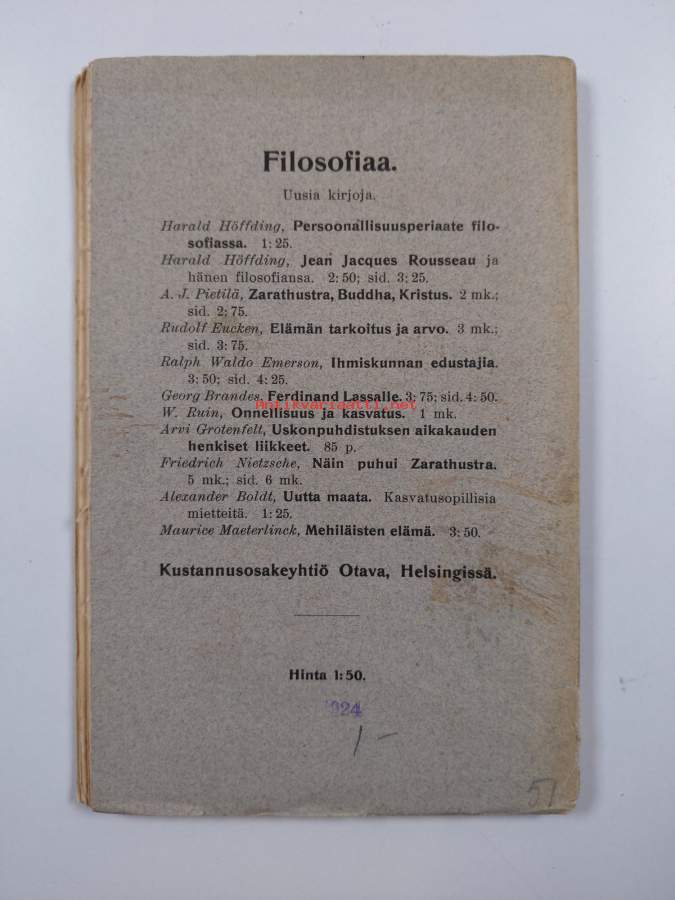 Filosofiaa.
Uusia kirjoja.
Harald Höffding, Persoonallisuusperiaate filo-
sofiassa. 1: 25.
Harald Höffding, Jean Jacques Rousseau ja
hänen filosofiansa. 2: 50; sid. 3: 25.
A. J. Pietilä, Zarathustra, Buddha, Kristus. 2 mk.;
sid. 2: 75.
Rudolf Eucken, Elämän tarkoitus ja arvo. 3 mk.;
sid. 3: 75.
Ralph Waldo Emerson, Ihmiskunnan edustajia.
3: 50; sid. 4: 25.
Georg Brandes, Ferdinand Lassalle. 3: 75; sid. 4: 50.
Antikvariaatti.net
W. Ruin, Onnellisuus ja kasvatus. 1 mk.
Arvi Grotenfelt, Uskonpuhdistuksen aikakauden
henkiset liikkeet. 85 p.
Friedrich Nietzsche, Näin puhui Zarathustra.
5 mk.; sid. 6 mk.
Alexander Boldt, Uutta maata. Kasvatusopillisia
mietteitä. 1: 25.
Maurice Maeterlinck, Mehiläisten elämä. 3: 50.
Kustannusosakeyhtiö Otava, Helsingissä.
Hinta 1: 50.
924
1 –
51